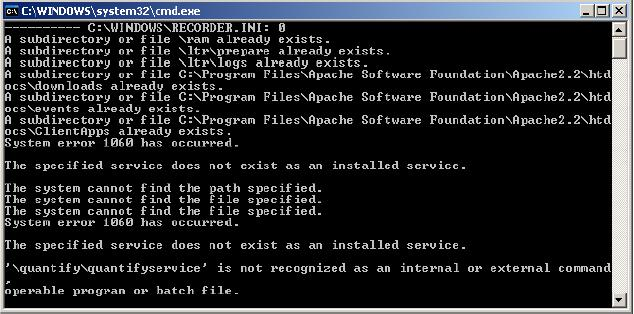 C:\WINDOWS\system32\cmd.exe
---------- C:\WINDOWS\RECORDER.INI: 0
A subdirectory or file \ram already exists.
A subdirectory or file \ltr\prepare already exists.
A subdirectory or file \ltr\logs already exists.
A subdirectory or file C:\Program Files\Apache Software Foundation\Apache2.2\htd
ocs\downloads already exists.
A subdirectory or file C:\Program Files\Apache Software Foundation\Apache2.2\htd
ocs\events already exists.
A subdirectory or file C:\Program Files\Apache Software Foundation\Apache2.2\htd
ocs\ClientApps already exists.
System error 1060 has occurred.
The specified service does not exist as an installed service.
The system cannot find the path specified.
The system cannot find the file specified.
The system cannot find the file specified.
System error 1060 has occurred.
The specified service does not exist as an installed service.
'\quantify\quantifyservice' is not recognized as an internal or external command
,
operable program or batch file.